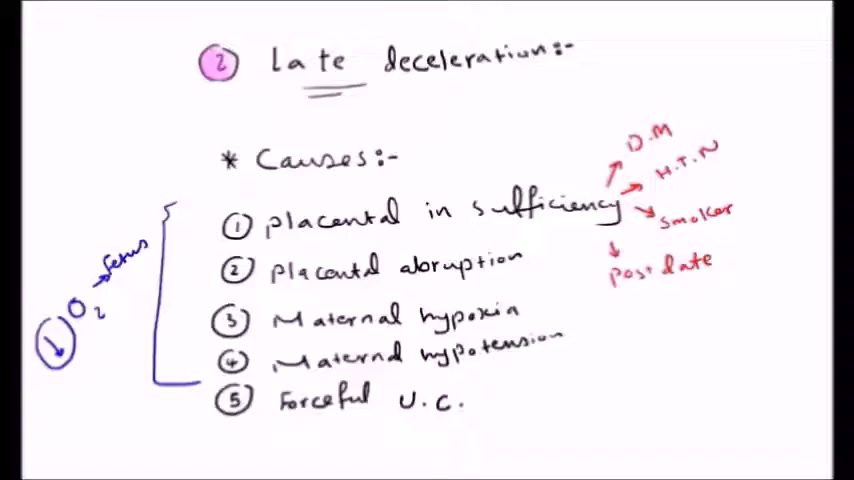 ② Late deceleration:-
* Causes:-
① placental in sufficiency
D.M
H.T.N
Smoker
Post date
② Placental abruption
③ Maternal hypoxia
④ Maternal hypotension
⑤ Forceful U.C.
↓ O₂ → fetus